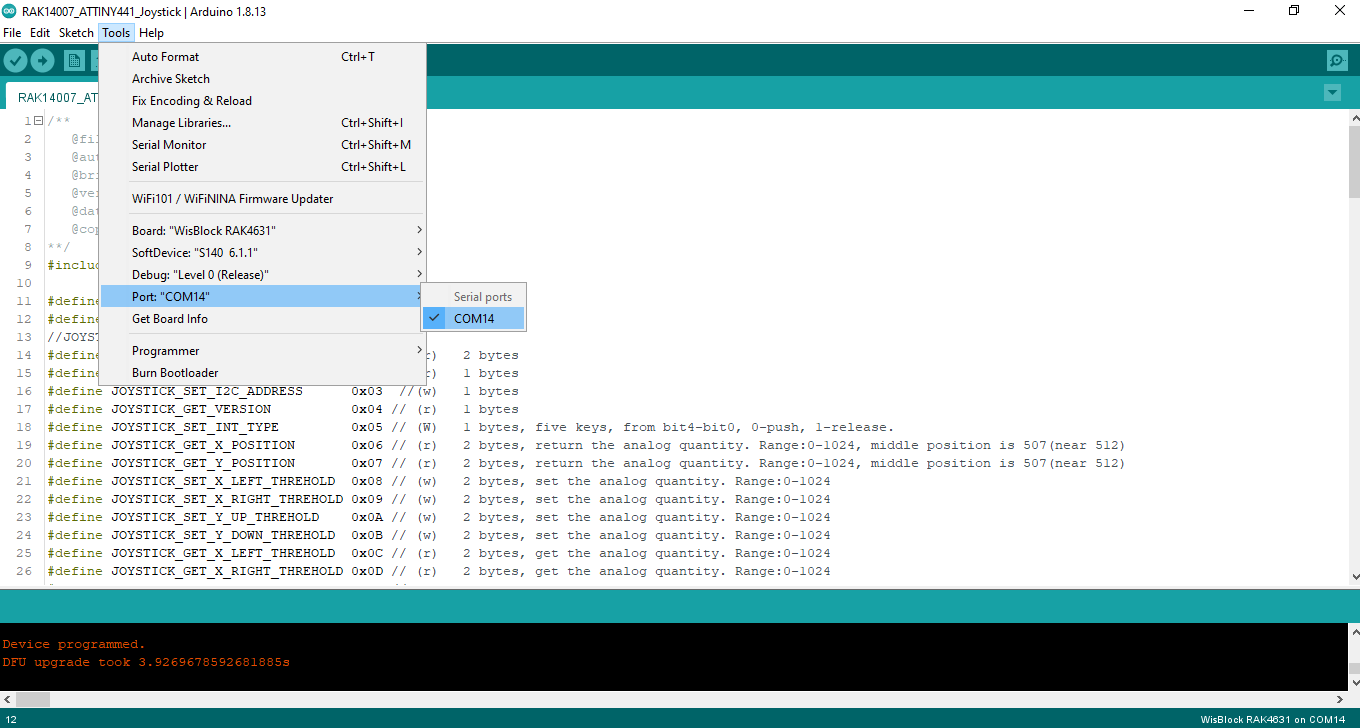 RAK14007_ATTINY441_Joystick | Arduino 1.8.13
File Edit Sketch Tools Help
Auto Format Ctrl+T
Archive Sketch
Fix Encoding & Reload
Manage Libraries... Ctrl+Shift+I
Serial Monitor Ctrl+Shift+M
Serial Plotter Ctrl+Shift+L
WiFi101 / WiFiNINA Firmware Updater
Board: "WisBlock RAK4631"
SoftDevice: "S140 6.1.1"
Debug: "Level 0 (Release)"
Port: "COM14"
Get Board Info
Programmer
Burn Bootloader
Serial ports
COM14
RAK14007_AT
1 /**
2 @fil
3 @aut
4 @bri
5 @ve
6 @dat
7 @cop
8 **/
9 #inclu
10
11 #define
12 #define
13 //JOYST
14 #define r) 2 bytes
15 #define r) 1 bytes
16 #define JOYSTICK_SET_I2C_ADDRESS 0x03 //(w) 1 bytes
17 #define JOYSTICK_GET_VERSION 0x04 // (r) 1 bytes
18 #define JOYSTICK_SET_INT_TYPE 0x05 // (W) 1 bytes, five keys, from bit4-bit0, 0-push, 1-release.
19 #define JOYSTICK_GET_X_POSITION 0x06 // (r) 2 bytes, return the analog quantity. Range:0-1024, middle position is 507(near 512)
20 #define JOYSTICK_GET_Y_POSITION 0x07 // (r) 2 bytes, return the analog quantity. Range:0-1024, middle position is 507(near 512)
21 #define JOYSTICK_SET_X_LEFT_THREHOLD 0x08 // (w) 2 bytes, set the analog quantity. Range:0-1024
22 #define JOYSTICK_SET_X_RIGHT_THREHOLD 0x09 // (w) 2 bytes, set the analog quantity. Range:0-1024
23 #define JOYSTICK_SET_Y_UP_THREHOLD 0x0A // (w) 2 bytes, set the analog quantity. Range:0-1024
24 #define JOYSTICK_SET_Y_DOWN_THREHOLD 0x0B // (w) 2 bytes, set the analog quantity. Range:0-1024
25 #define JOYSTICK_GET_X_LEFT_THREHOLD 0x0C // (r) 2 bytes, get the analog quantity. Range:0-1024
26 #define JOYSTICK_GET_X_RIGHT_THREHOLD 0x0D // (r) 2 bytes, get the analog quantity. Range:0-1024
Device programmed.
DFU upgrade took 3.9269678592681885s
12 WisBlock RAK4631 on COM14